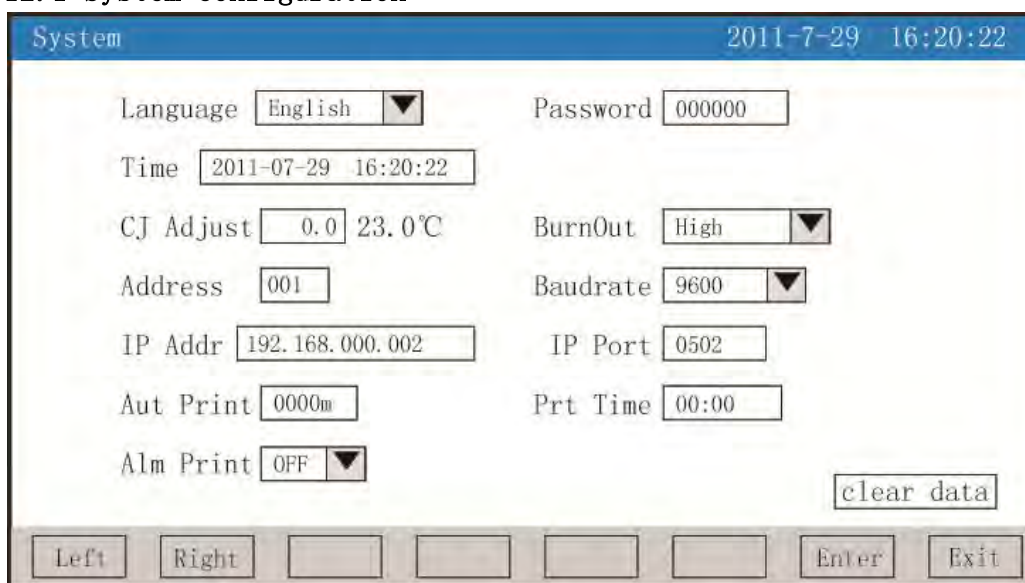 System 2011-7-29 16:20:22
Language English Password 000000
Time 2011-07-29 16:20:22
CJ Adjust 0.0 23.0℃ BurnOut High
Address 001 Baudrate 9600
IP Addr 192.168.000.002 IP Port 0502
Aut Print 0000m Prt Time 00:00
Alm Print OFF
clear data
Left Right Enter Exit